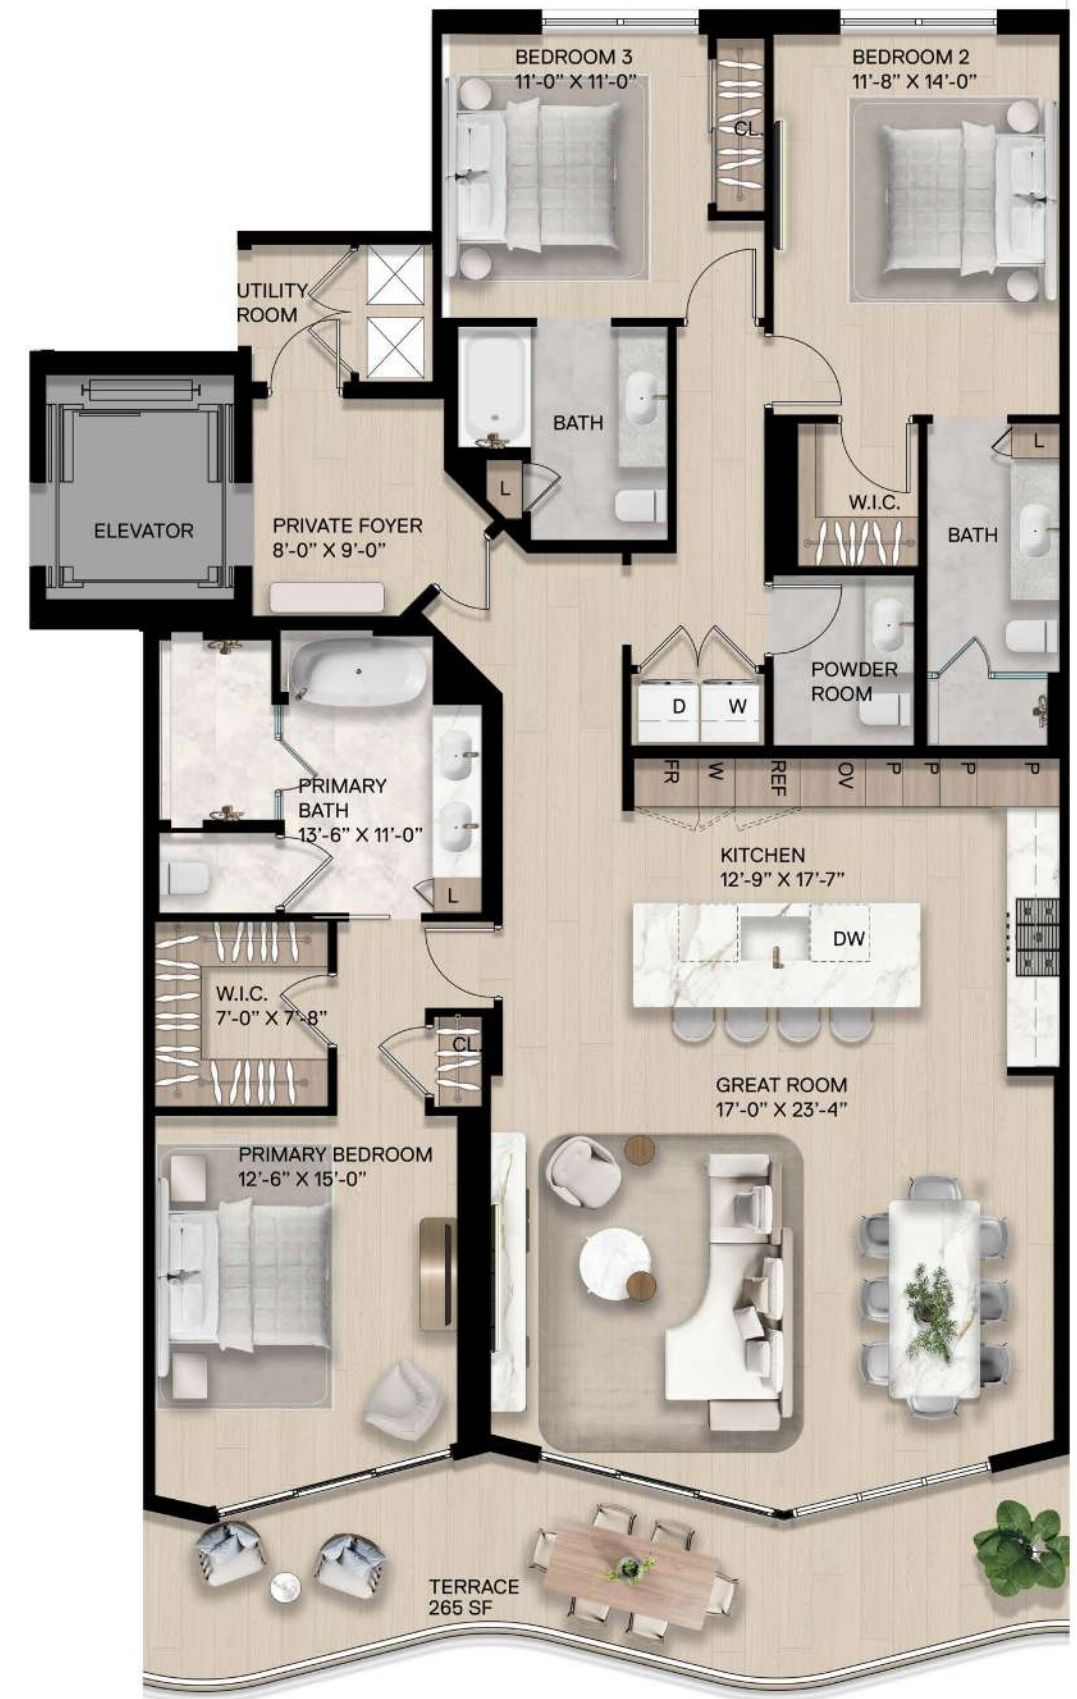 BEDROOM 3
11'-0" X 11'-0"
BEDROOM 2
11'-8" X 14'-0"
CL.
UTILITY
ROOM
BATH
L
L
W.I.C.
ELEVATOR
PRIVATE FOYER
8'-0" X 9'-0"
BATH
POWDER
ROOM
D
W
FR
W
REF
OV
P
P
P
P
PRIMARY
BATH
13'-6" X 11'-0"
KITCHEN
12'-9" X 17'-7"
L
DW
W.I.C.
7'-0" X 7'-8"
CL.
GREAT ROOM
17'-0" X 23'-4"
PRIMARY BEDROOM
12'-6" X 15'-0"
TERRACE
265 SF